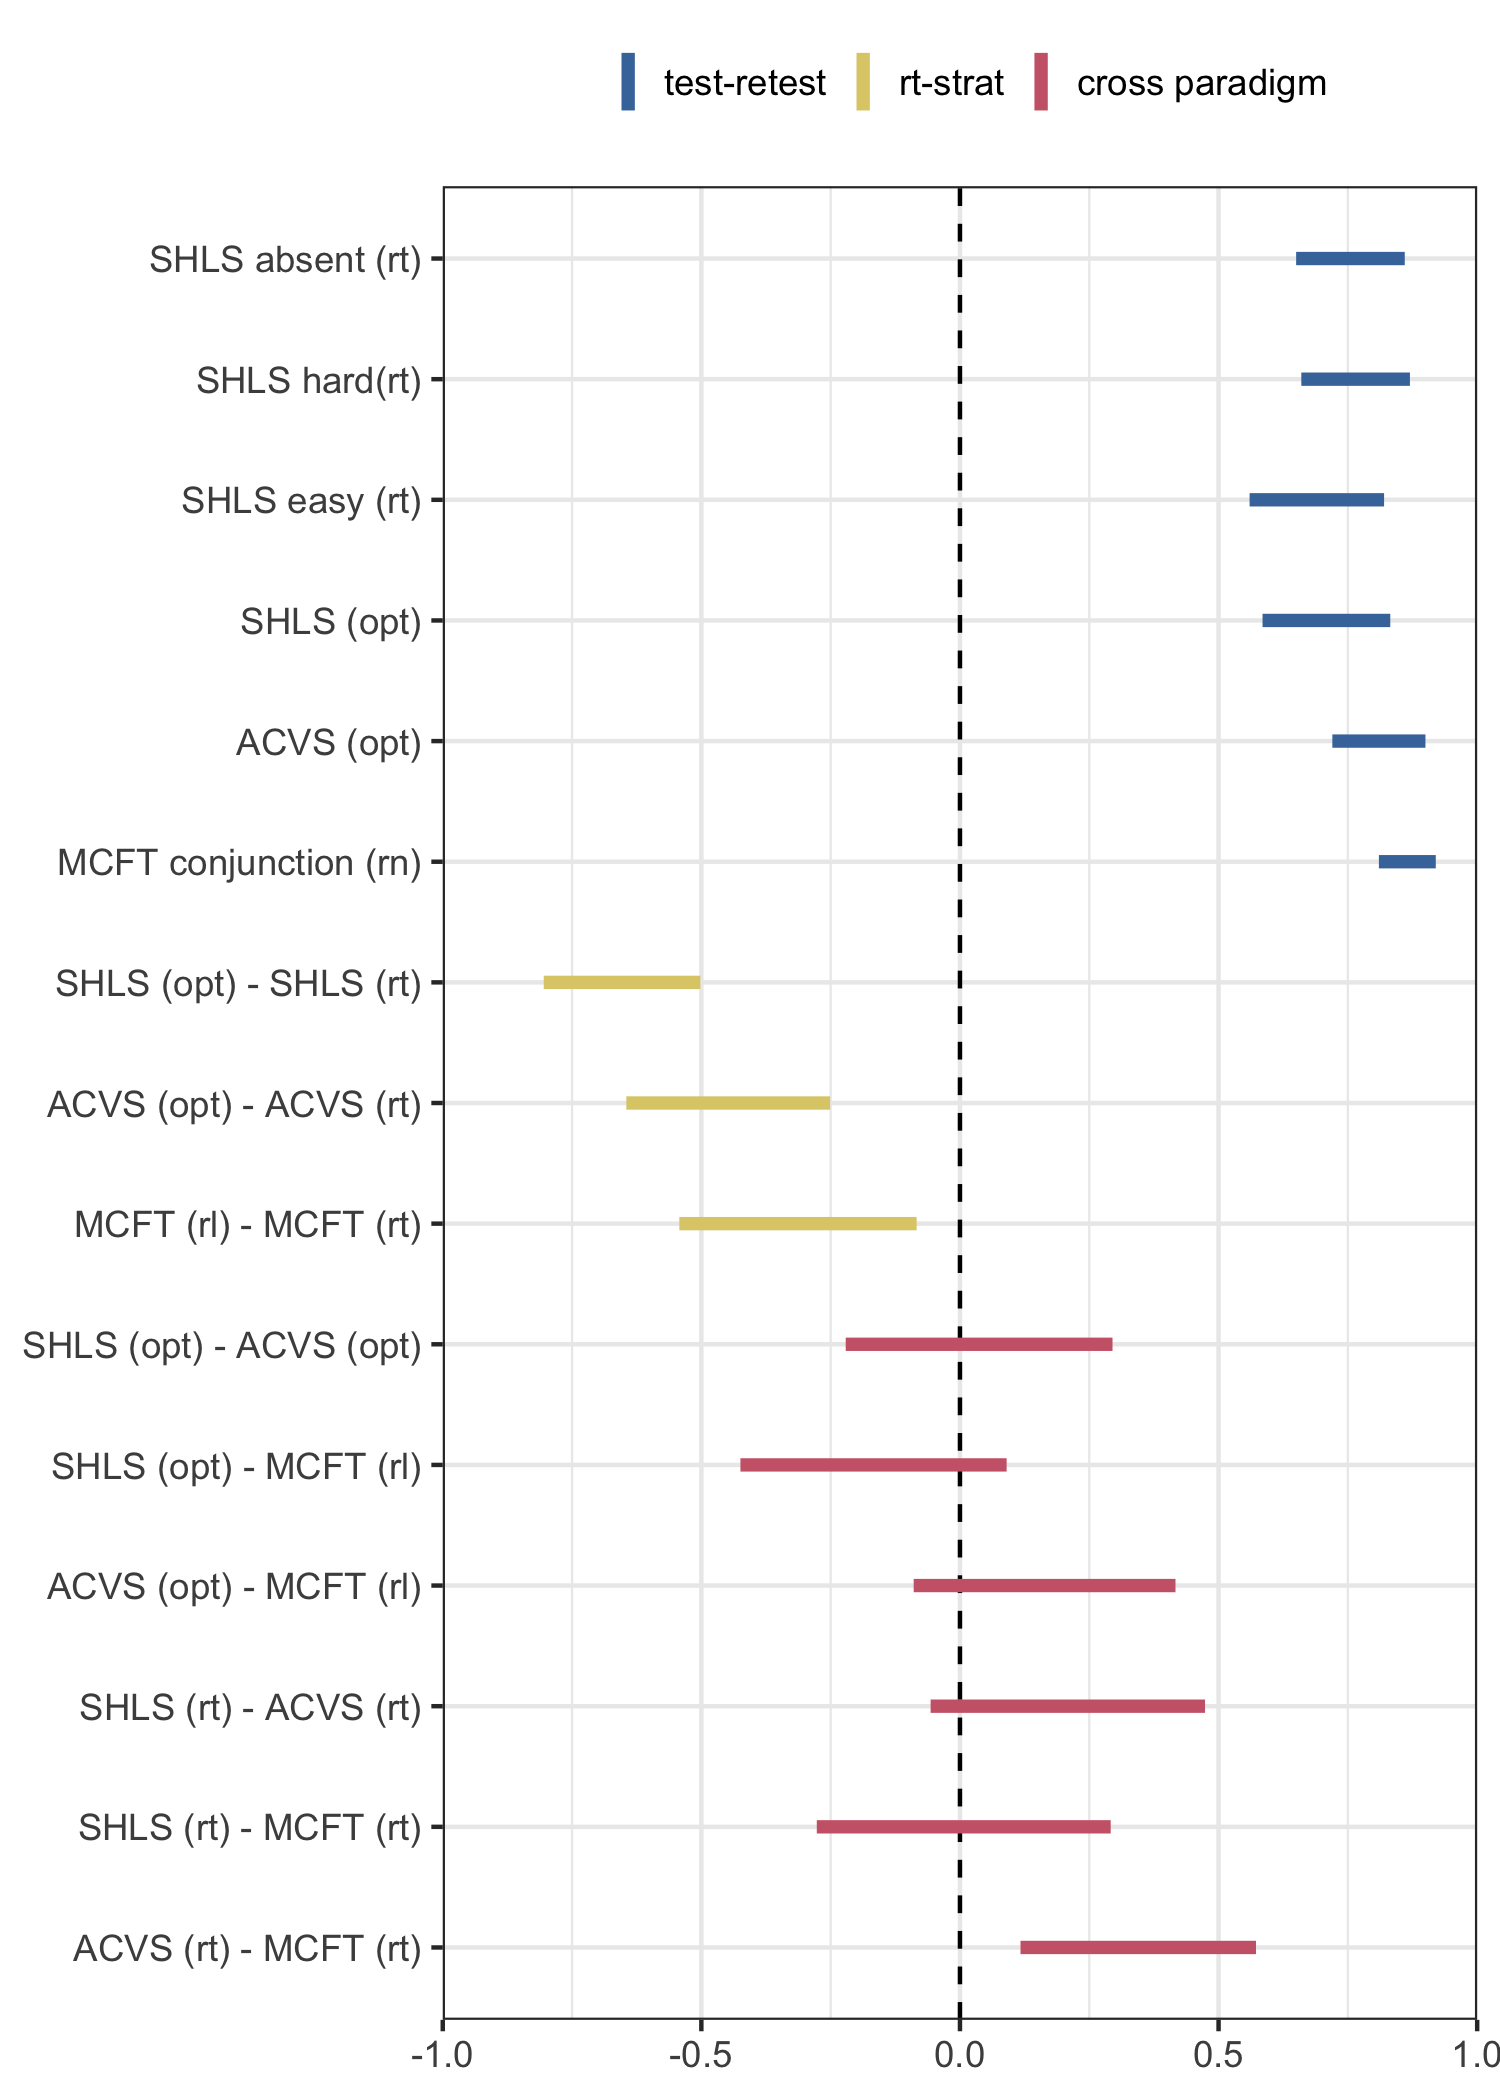 test-retest rt-strat cross paradigm
SHLS absent (rt)
SHLS hard(rt)
SHLS easy (rt)
SHLS (opt)
ACVS (opt)
MCFT conjunction (rn)
SHLS (opt) - SHLS (rt)
ACVS (opt) - ACVS (rt)
MCFT (rl) - MCFT (rt)
SHLS (opt) - ACVS (opt)
SHLS (opt) - MCFT (rl)
ACVS (opt) - MCFT (rl)
SHLS (rt) - ACVS (rt)
SHLS (rt) - MCFT (rt)
ACVS (rt) - MCFT (rt)
-1.0 -0.5 0.0 0.5 1.0